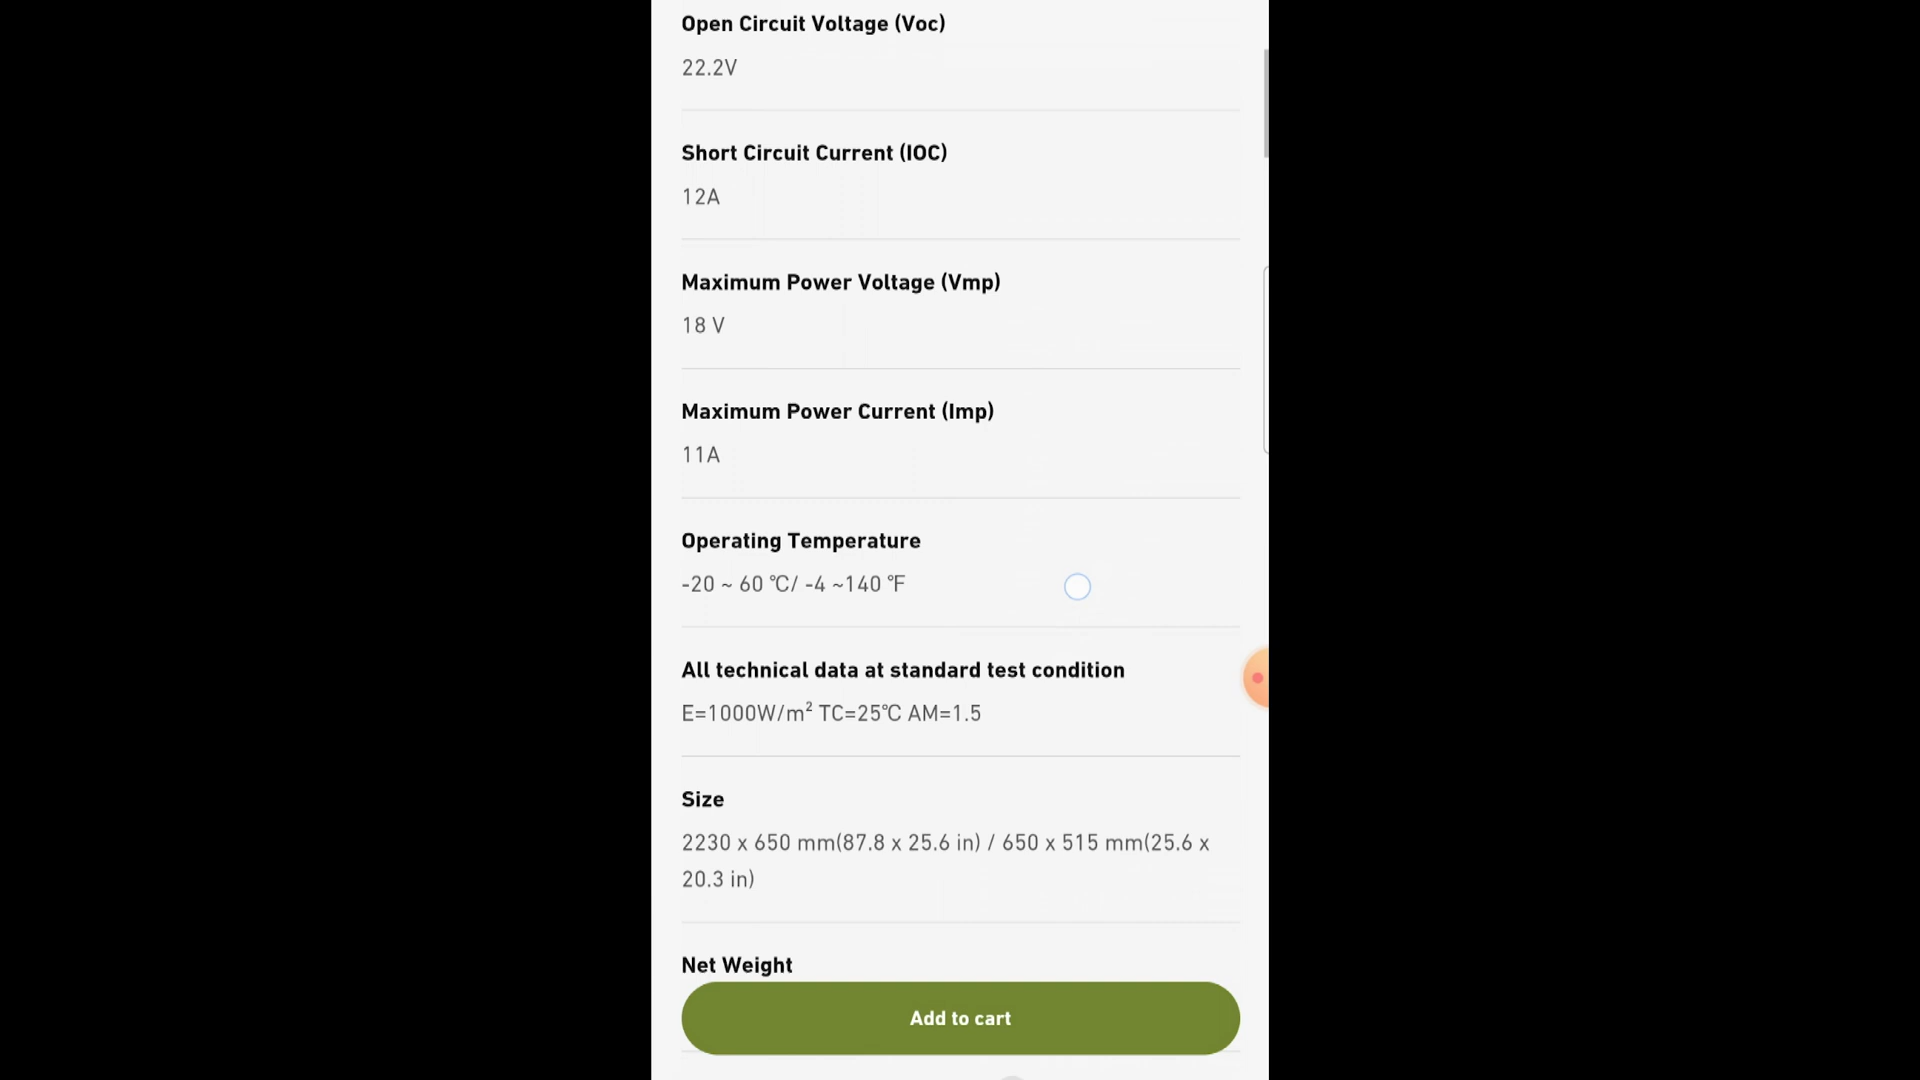 Open Circuit Voltage (Voc)
22.2V
Short Circuit Current (IOC)
12A
Maximum Power Voltage (Vmp)
18 V
Maximum Power Current (Imp)
11A
Operating Temperature
-20 ~ 60 ℃/ -4 ~140 ℉
All technical data at standard test condition
E=1000W/m² TC=25℃ AM=1.5
Size
2230 x 650 mm(87.8 x 25.6 in) / 650 x 515 mm(25.6 x
20.3 in)
Net Weight
Add to cart